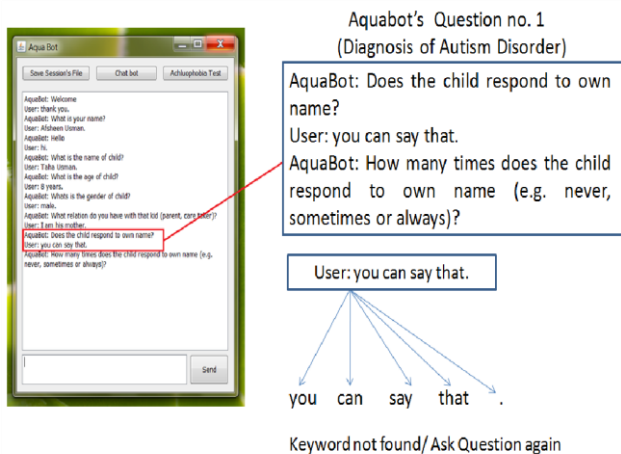 Aqua Bot
Save Session's File
Chat bot
Achluophobia Test
AquaBot: Welcome
User: thank you.
AquaBot: What is your name?
User: Afsheen Usman.
AquaBot: Hello
User: hi.
AquaBot: What is the name of child?
User: Taha Usman.
AquaBot: What is the age of child?
User: 8 years.
AquaBot: Whats is the gender of child?
User: male.
AquaBot: What relation do you have with that kid (parent, care taker)?
User: I am his mother.
AquaBot: Does the child respond to own name?
User: you can say that.
AquaBot: How many times does the child respond to own name (e.g.
never, sometimes or always)?
Send
Aquabot's Question no. 1
(Diagnosis of Autism Disorder)
AquaBot: Does the child respond to own
name?
User: you can say that.
AquaBot: How many times does the child
respond to own name (e.g. never,
sometimes or always)?
User: you can say that.
you can say that .
Keyword not found/ Ask Question again